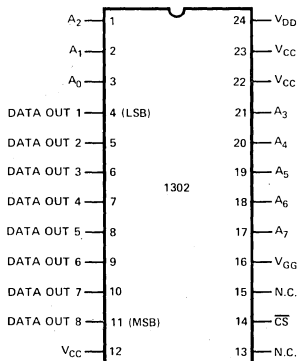 A2 1 24 VDD
A1 2 23 VCC
A0 3 22 VCC
DATA OUT 1 4 (LSB) 21 A3
DATA OUT 2 5 20 A4
DATA OUT 3 6 19 A5
1302
DATA OUT 4 7 18 A6
DATA OUT 5 8 17 A7
DATA OUT 6 9 16 VGG
DATA OUT 7 10 15 N.C.
DATA OUT 8 11 (MSB) 14 CS
VCC 12 13 N.C.